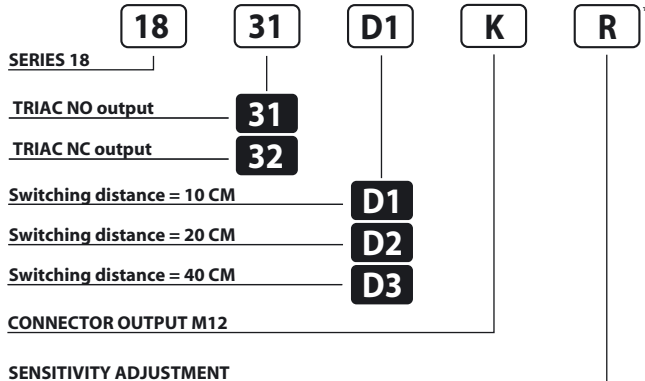 18 31 D1 K R
SERIES 18
TRIAC NO output 31
TRIAC NC output 32
Switching distance = 10 CM D1
Switching distance = 20 CM D2
Switching distance = 40 CM D3
CONNECTOR OUTPUT M12
SENSITIVITY ADJUSTMENT